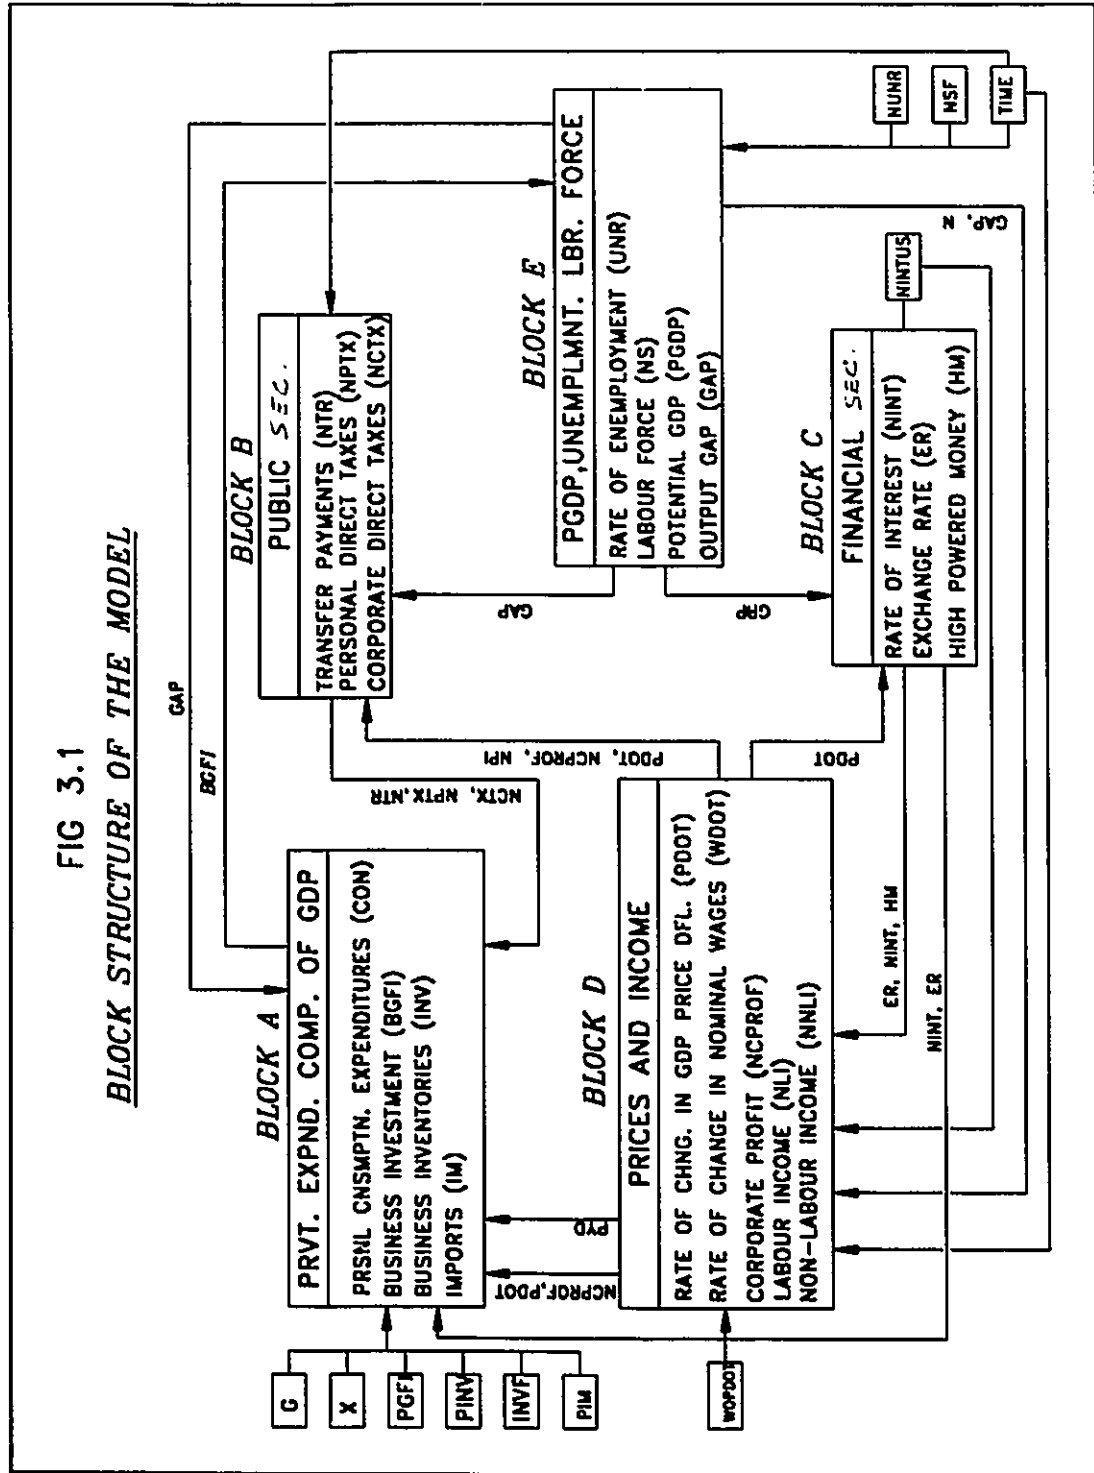 FIG 3.1
BLOCK STRUCTURE OF THE MODEL
GAP
BGFI
BLOCK A
PRVT. EXPND. COMP. OF GDP
PRSNL CNSMPTN. EXPENDITURES (CON)
BUSINESS INVESTMENT (BGFI)
BUSINESS INVENTORIES (INV)
IMPORTS (IM)
G
X
PGFI
PINV
INVF
PIM
BLOCK B
PUBLIC SEC.
TRANSFER PAYMENTS (NTR)
PERSONAL DIRECT TAXES (NPTX)
CORPORATE DIRECT TAXES (NCTX)
NCTX, NPTX,NTR
PDOT, NCPROF, NPI
GAP
BLOCK E
PGDP,UNEMPLMNT. LBR. FORCE
RATE OF ENEMPLOYMENT (UNR)
LABOUR FORCE (NS)
POTENTIAL GDP (PGDP)
OUTPUT GAP (GAP)
NUNR
NSF
TIME
GAP, N
GRP
NCPROF,PDOT
PYD
BLOCK D
PRICES AND INCOME
RATE OF CHNG. IN GDP PRICE DFL. (PDOT)
RATE OF CHANGE IN NOMINAL WAGES (WDOT)
CORPORATE PROFIT (NCPROF)
LABOUR INCOME (NLI)
NON-LABOUR INCOME (NNLI)
WOPDOT
PDOT
BLOCK C
FINANCIAL SEC.
RATE OF INTEREST (NINT)
EXCHANGE RATE (ER)
HIGH POWERED MONEY (HM)
NINTUS
ER, NINT, HM
NINT, ER